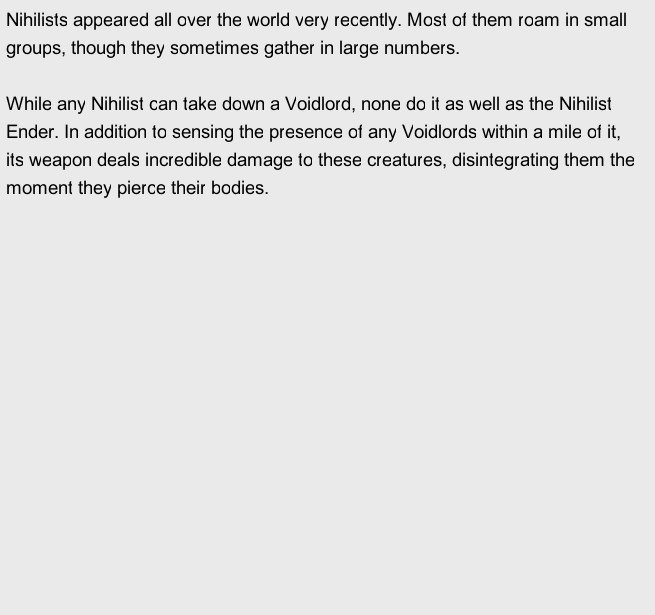 Nihilists appeared all over the world very recently. Most of them roam in small
groups, though they sometimes gather in large numbers.
While any Nihilist can take down a Voidlord, none do it as well as the Nihilist
Ender. In addition to sensing the presence of any Voidlords within a mile of it,
its weapon deals incredible damage to these creatures, disintegrating them the
moment they pierce their bodies.